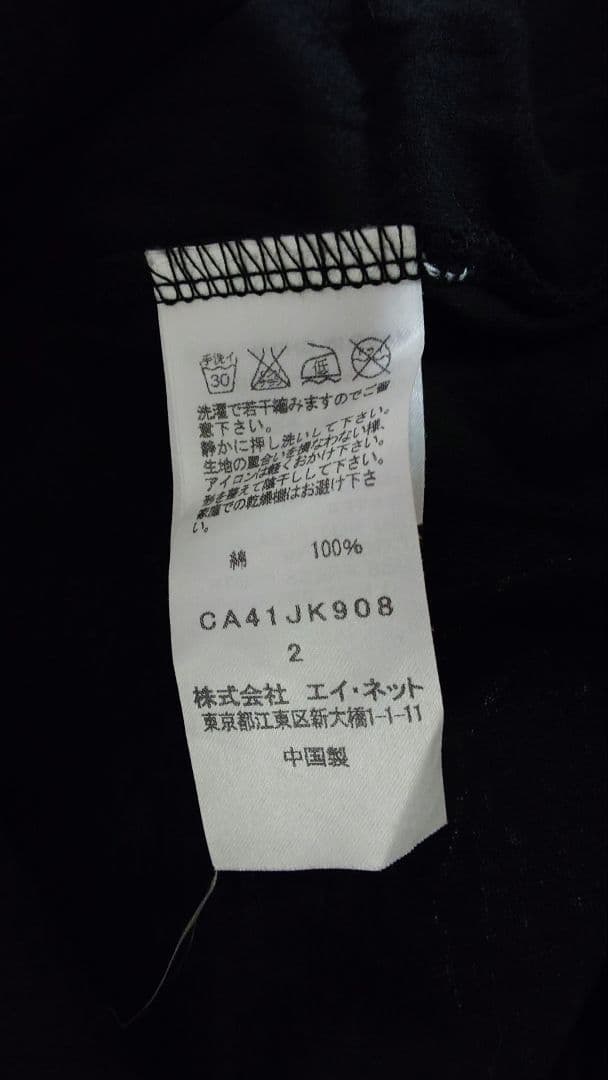 手洗イ
30
低
洗濯で若干縮みますのでご留
意下さい。
静かに押し洗いして下さい。
生地の風合いを損なわない様、
アイロンは軽くおかけ下さい。
形を整えて陰干しして下さい。
家庭での乾燥機はお避け下さ
い。
綿 100%
CA41JK908
2
株式会社 エイ・ネット
東京都江東区新大橋1-1-11
中国製